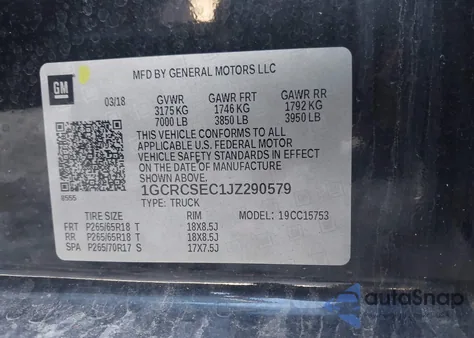 GM
MFD BY GENERAL MOTORS LLC
03/18 GVWR GAWR FRT GAWR RR
3175 KG 1746 KG 1792 KG
7000 LB 3850 LB 3950 LB
THIS VEHICLE CONFORMS TO ALL
APPLICABLE U.S. FEDERAL MOTOR
VEHICLE SAFETY STANDARDS IN EFFECT
ON THE DATE OF MANUFACTURE
SHOWN ABOVE.
1GCRCSEC1JZ290579
8555 TYPE: TRUCK
TIRE SIZE RIM MODEL: 19CC15753
FRT P265/65R18 T 18X8.5J
RR P265/65R18 T 18X8.5J
SPA P265/70R17 S 17X7.5J
autoSnap